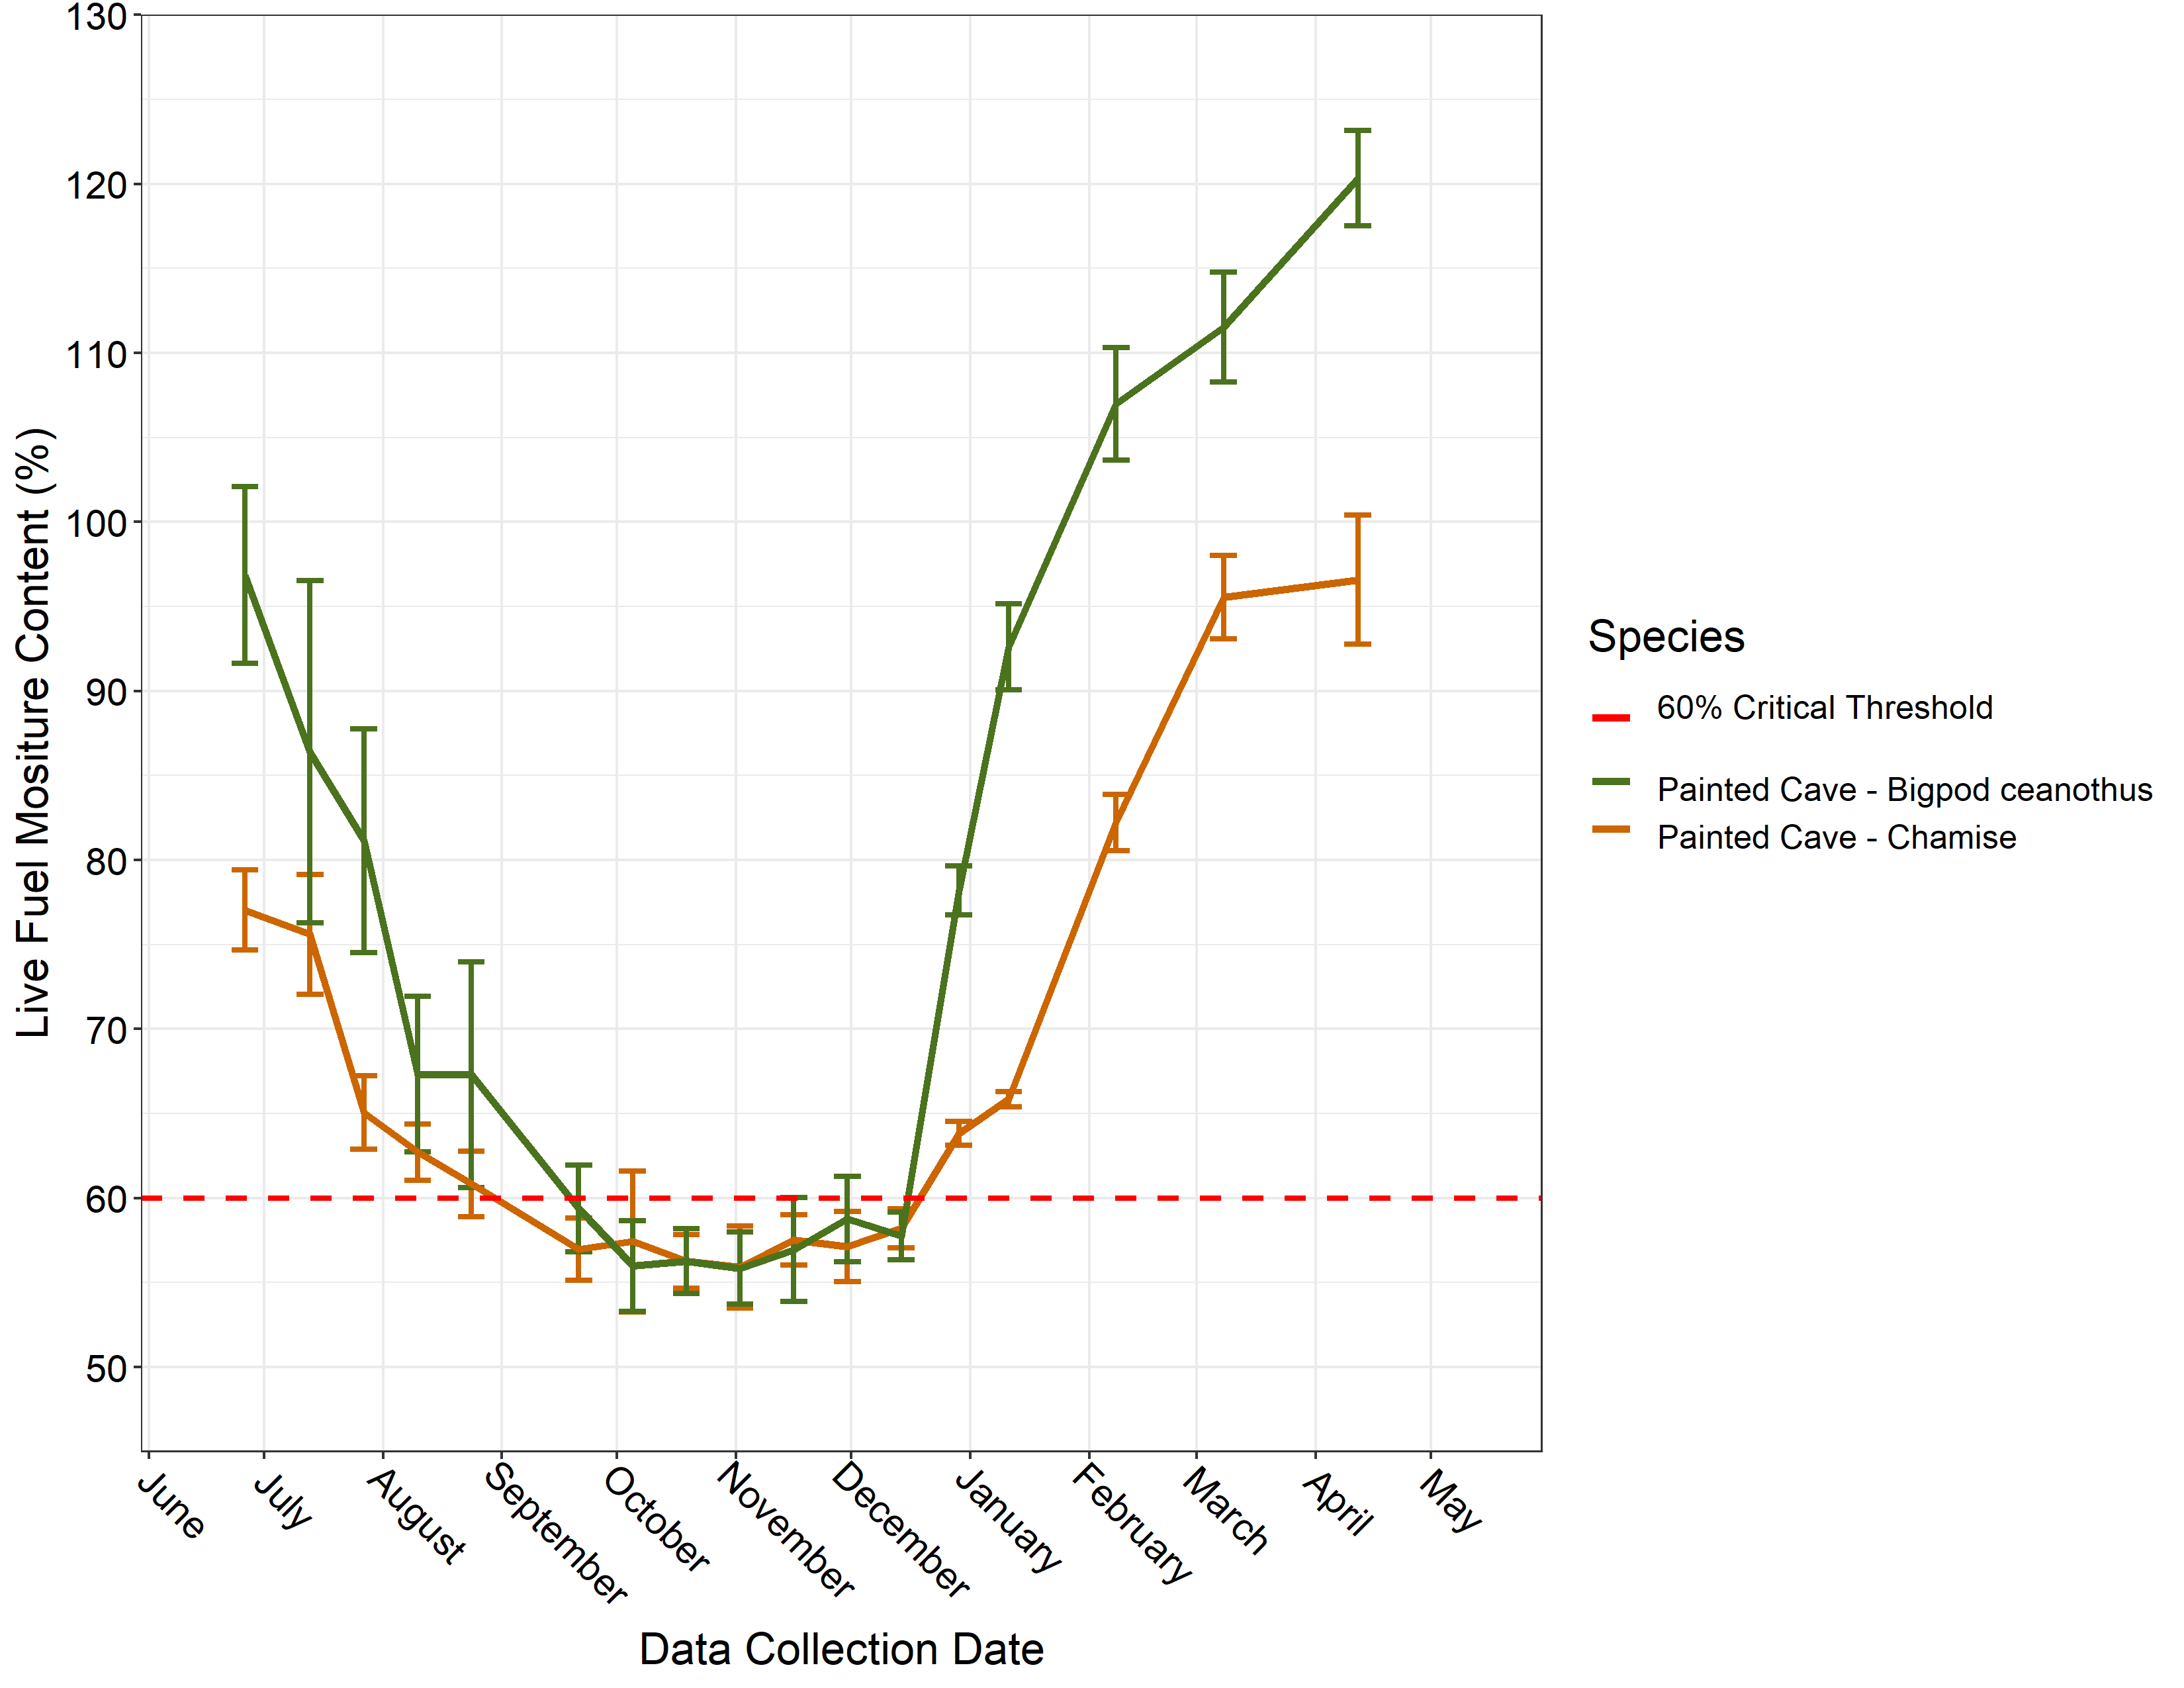 Live Fuel Mositure Content (%)
130
120
110
100
90
80
70
60
50
June
July
August
September
October
November
December
January
February
March
April
May
Data Collection Date
Species
60% Critical Threshold
Painted Cave - Bigpod ceanothus
Painted Cave - Chamise